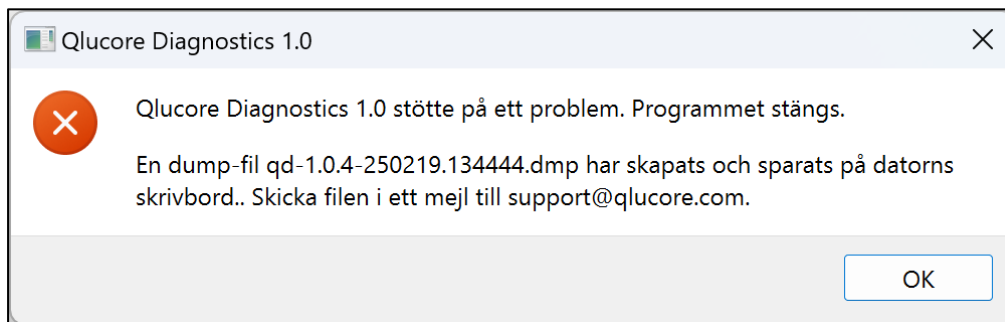 Qlucore Diagnostics 1.0
Qlucore Diagnostics 1.0 stötte på ett problem. Programmet stängs.
En dump-fil qd-1.0.4-250219.134444.dmp har skapats och sparats på datorns
skrivbord.. Skicka filen i ett mejl till support@qlucore.com.
OK